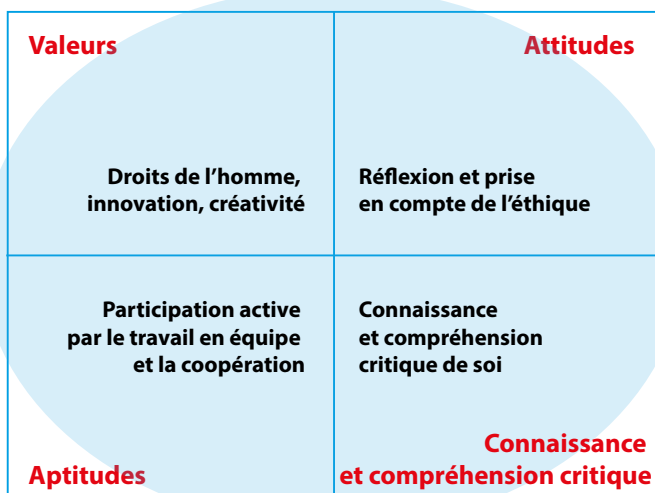 Valeurs
Attitudes
Droits de l’homme,
innovation, créativité
Réflexion et prise
en compte de l’éthique
Participation active
par le travail en équipe
et la coopération
Connaissance
et compréhension
critique de soi
Aptitudes
Connaissance
et compréhension critique